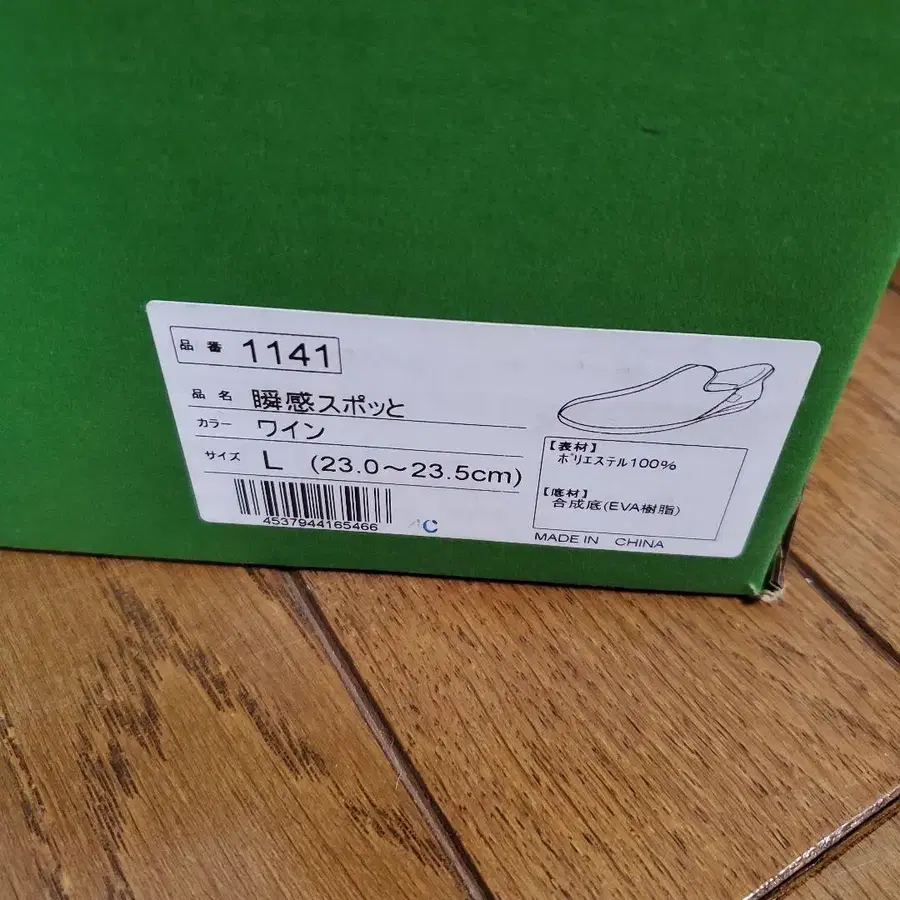 品番 1141
品名 瞬感スポッと
カラー ワイン
サイズ L (23.0～23.5cm)
4537944165466
C
【表材】
ポリエステル100%
【底材】
合成底(EVA樹脂)
MADE IN CHINA